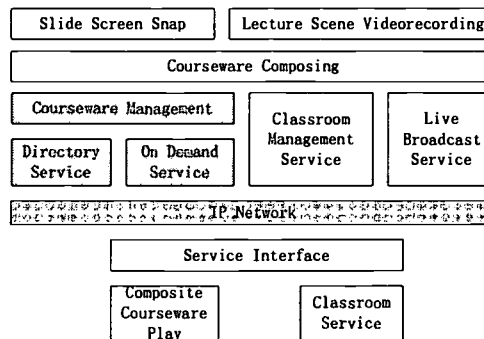 Slide Screen Snap
Lecture Scene Videorecording
Courseware Composing
Courseware Management
Classroom
Management
Service
Live
Broadcast
Service
Directory
Service
On Demand
Service
IP Network
Service Interface
Composite
Courseware
Play
Classroom
Service